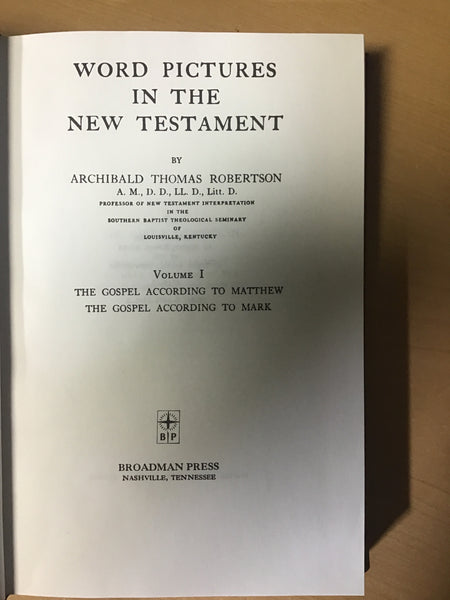 WORD PICTURES
IN THE
NEW TESTAMENT
BY
ARCHIBALD THOMAS ROBERTSON
A. M., D. D., LL. D., Litt. D.
PROFESSOR OF NEW TESTAMENT INTERPRETATION
IN THE
SOUTHERN BAPTIST THEOLOGICAL SEMINARY
OF
LOUISVILLE, KENTUCKY
VOLUME I
THE GOSPEL ACCORDING TO MATTHEW
THE GOSPEL ACCORDING TO MARK
B P
BROADMAN PRESS
NASHVILLE, TENNESSEE